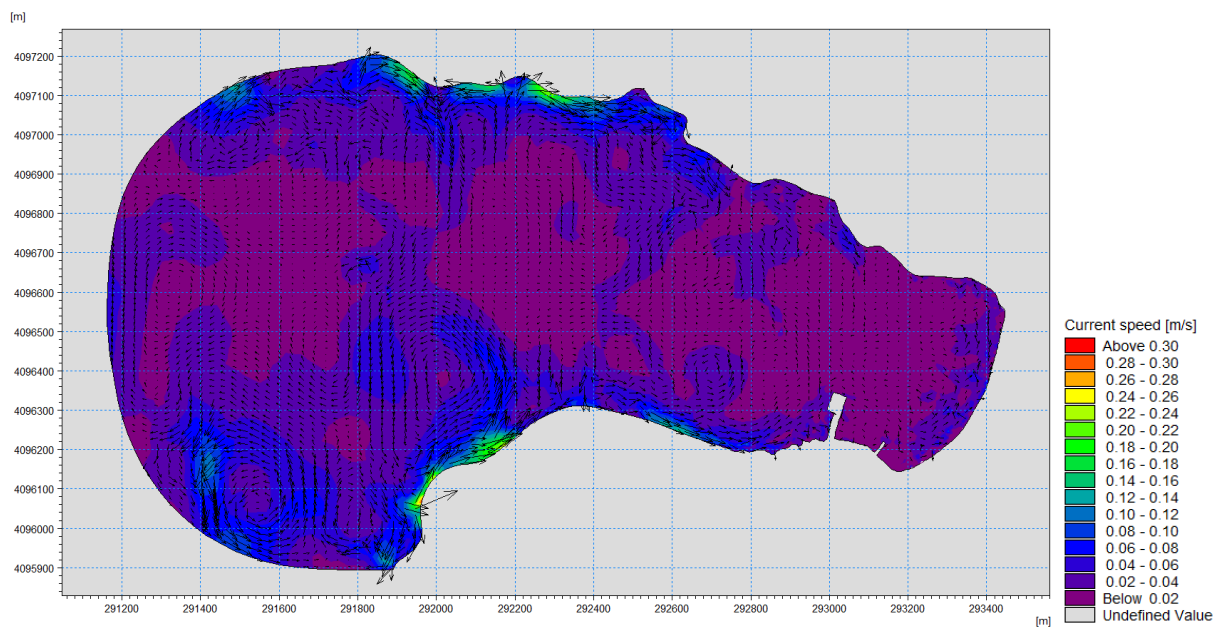 [m]
4097200
4097100
4097000
4096900
4096800
4096700
4096600
4096500
4096400
4096300
4096200
4096100
4096000
4095900
291200 291400 291600 291800 292000 292200 292400 292600 292800 293000 293200 293400
[m]
Current speed [m/s]
Above 0.30
0.28 - 0.30
0.26 - 0.28
0.24 - 0.26
0.22 - 0.24
0.20 - 0.22
0.18 - 0.20
0.16 - 0.18
0.14 - 0.16
0.12 - 0.14
0.10 - 0.12
0.08 - 0.10
0.06 - 0.08
0.04 - 0.06
0.02 - 0.04
Below 0.02
Undefined Value